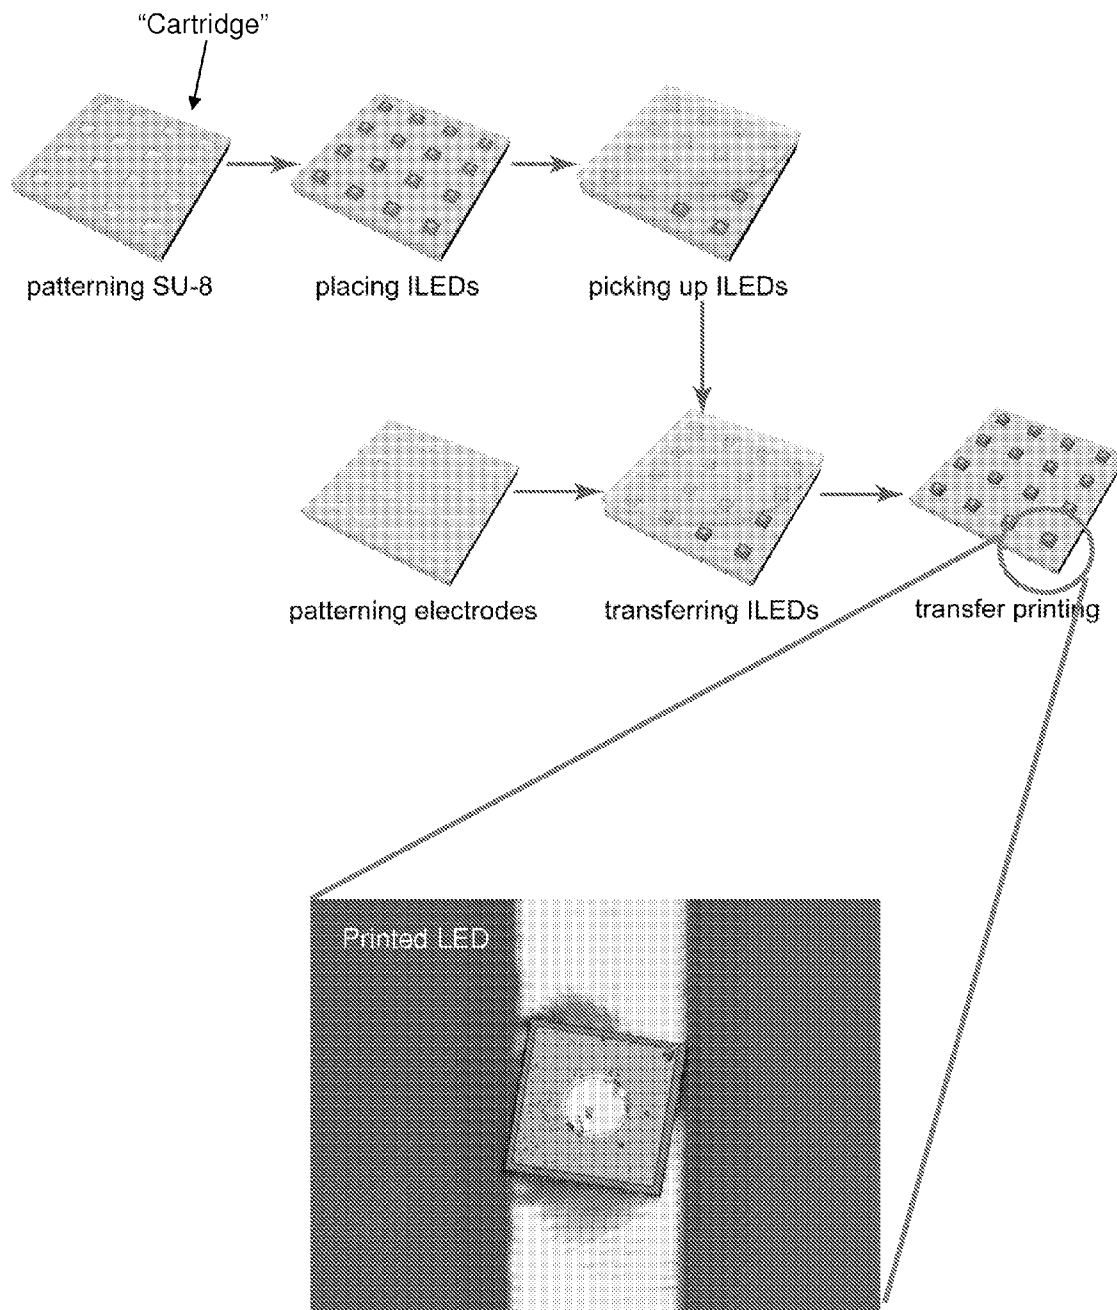 “Cartridge”
patterning SU-8
placing ILEDs
picking up ILEDs
patterning electrodes
transferring ILEDs
transfer printing
Printed LED